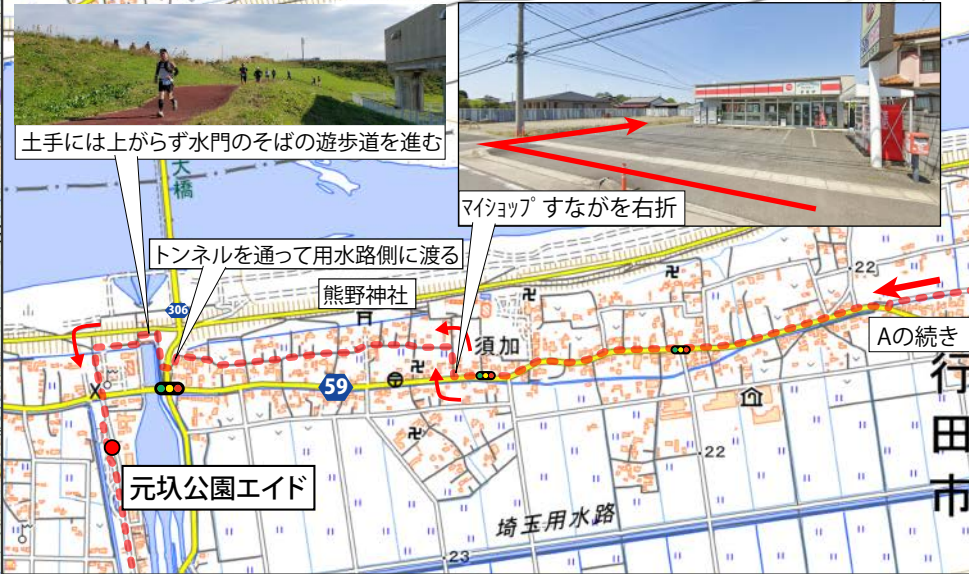 土手には上がらず水門のそばの遊歩道を進む
大橋
マイショップ すながを右折
トンネルを通って用水路側に渡る
熊野神社
306
須加
22
Aの続き
59
行田市
22
元圦公園エイド
埼玉用水路
23